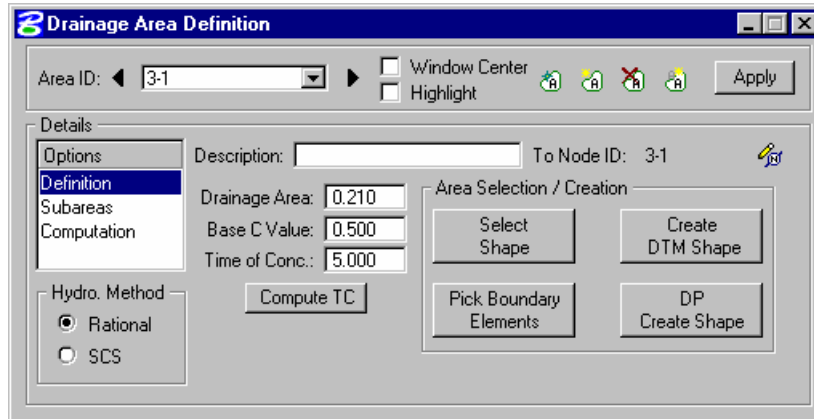 Drainage Area Definition
Area ID: 3-1
Window Center
Highlight
Apply
Details
Options
Definition
Subareas
Computation
Description:
To Node ID: 3-1
Drainage Area: 0.210
Base C Value: 0.500
Time of Conc.: 5.000
Compute TC
Area Selection / Creation
Select
Shape
Create
DTM Shape
Pick Boundary
Elements
DP
Create Shape
Hydro. Method
Rational
SCS